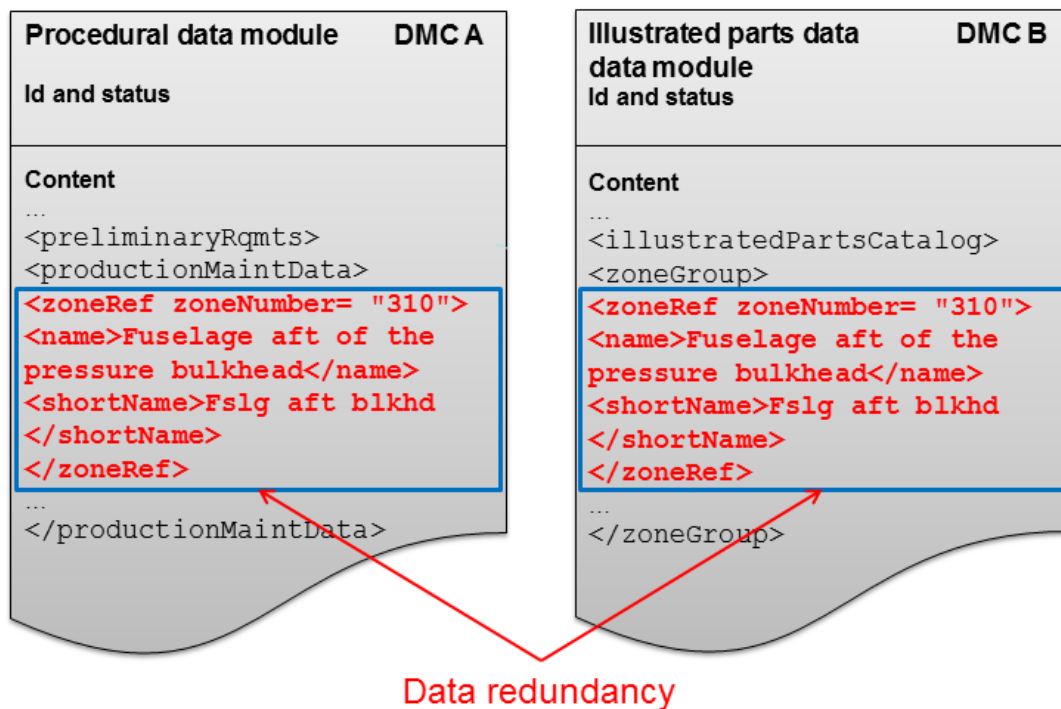 Procedural data module DMC A
Id and status
Content
...
<preliminaryRqmts>
<productionMaintData>
<zoneRef zoneNumber= "310">
<name>Fuselage aft of the
pressure bulkhead</name>
<shortName>Fslg aft blkhd
</shortName>
</zoneRef>
...
</productionMaintData>
Illustrated parts data DMC B
data module
Id and status
Content
...
<illustratedPartsCatalog>
<zoneGroup>
<zoneRef zoneNumber= "310">
<name>Fuselage aft of the
pressure bulkhead</name>
<shortName>Fslg aft blkhd
</shortName>
</zoneRef>
...
</zoneGroup>
Data redundancy